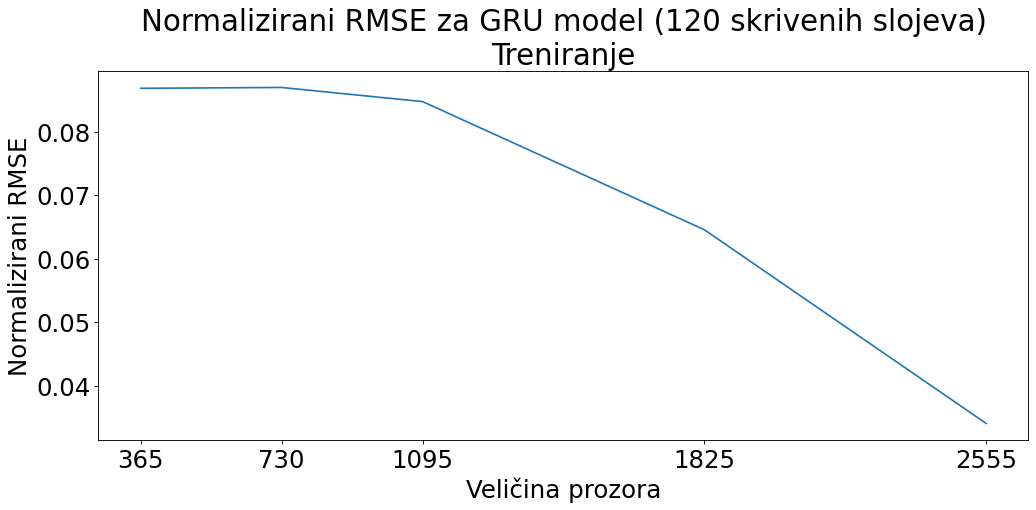 Normalizirani RMSE za GRU model (120 skrivenih slojeva)
Treniranje
Normalizirani RMSE
0.08
0.07
0.06
0.05
0.04
365 730 1095 1825 2555
Veličina prozora